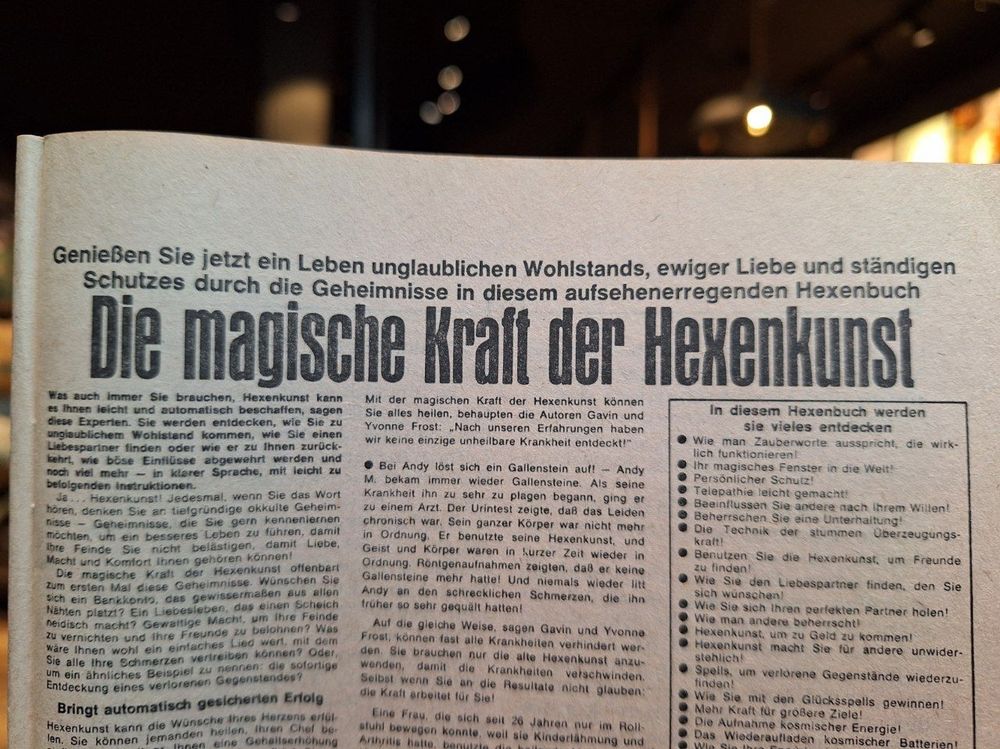 Genießen Sie jetzt ein Leben unglaublichen Wohlstands, ewiger Liebe und ständigen
Schutzes durch die Geheimnisse in diesem aufsehenerregenden Hexenbuch
Die magische Kraft der Hexenkunst
Was auch immer Sie brauchen, Hexenkunst kann
es Ihnen leicht und automatisch beschaffen, sagen
diese Experten. Sie werden entdecken, wie Sie zu
unglaublichem Wohlstand kommen, wie Sie einen
Liebespartner finden oder wie er zu Ihnen zurück-
kehrt, wie böse Einflüsse abgewehrt werden und
noch viel mehr – in klarer Sprache, mit leicht zu
befolgenden Instruktionen.
Ja ... Hexenkunst! Jedesmal, wenn Sie das Wort
hören, denken Sie an tiefgründige okkulte Geheim-
nisse – Geheimnisse, die Sie gern kennenlernen
möchten, um ein besseres Leben zu führen, damit
Ihre Feinde Sie nicht belästigen, damit Liebe,
Macht und Komfort Ihnen gehören können!
Die magische Kraft der Hexenkunst offenbart
zum ersten Mal diese Geheimnisse. Wünschen Sie
sich ein Bankkonto, das gewissermaßen aus allen
Nähten platzt? Ein Liebesleben, das einen Scheich
neidisch macht? Gewaltige Macht, um Ihre Feinde
zu vernichten und Ihre Freunde zu belohnen? Was
wäre Ihnen wohl ein einfaches Lied wert, mit dem
Sie alle Ihre Schmerzen vertreiben können? Oder,
um ein ähnliches Beispiel zu nennen: die sofortige
Entdeckung eines verlorenen Gegenstandes?
Bringt automatisch gesicherten Erfolg
Hexenkunst kann die Wünsche Ihres Herzens erfül-
len. Sie können jemanden heilen, Ihren Chef be-
Ihnen eine Gehaltserhöhung
Mit der magischen Kraft der Hexenkunst können
Sie alles heilen, behaupten die Autoren Gavin und
Yvonne Frost: „Nach unseren Erfahrungen haben
wir keine einzige unheilbare Krankheit entdeckt!"
● Bei Andy löst sich ein Gallenstein auf! – Andy
M. bekam immer wieder Gallensteine. Als seine
Krankheit ihn zu sehr zu plagen begann, ging er
zu einem Arzt. Der Urintest zeigte, daß das Leiden
chronisch war. Sein ganzer Körper war nicht mehr
in Ordnung. Er benutzte seine Hexenkunst, und
Geist und Körper waren in kurzer Zeit wieder in
Ordnung. Röntgenaufnahmen zeigten, daß er keine
Gallensteine mehr hatte! Und niemals wieder litt
Andy an den schrecklichen Schmerzen, die ihn
früher so sehr gequält hatten!
Auf die gleiche Weise, sagen Gavin und Yvonne
Frost, können fast alle Krankheiten verhindert wer-
den. Sie brauchen nur die alte Hexenkunst anzu-
wenden, damit die Krankheiten verschwinden.
Selbst wenn Sie an die Resultate nicht glauben:
die Kraft arbeitet für Sie!
Eine Frau, die sich seit 26 Jahren nur im Roll-
stuhl bewegen konnte, weil sie Kinderlähmung und
Arthritis hatte, benutzte die
In diesem Hexenbuch werden
sie vieles entdecken
● Wie man Zauberworte ausspricht, die wirk-
lich funktionieren!
● Ihr magisches Fenster in die Welt!
● Persönlicher Schutz!
● Telepathie leicht gemacht!
● Beeinflussen Sie andere nach Ihrem Willen!
● Beherrschen Sie eine Unterhaltung!
● Die Technik der stummen Überzeugungs-
kraft!
● Benutzen Sie die Hexenkunst, um Freunde
zu finden!
● Wie Sie den Liebespartner finden, den Sie
sich wünschen!
● Wie Sie sich Ihren perfekten Partner holen!
● Wie man andere beherrscht!
● Hexenkunst, um zu Geld zu kommen!
● Hexenkunst macht Sie für andere unwider-
stehlich!
● Spells, um verlorene Gegenstände wiederzu-
finden!
● Wie Sie mit den Glücksspells gewinnen!
● Mehr Kraft für größere Ziele!
● Die Aufnahme kosmischer Energie!
● Das Wiederaufladen kosmischer Batterien!
● Wie Sie Ihre